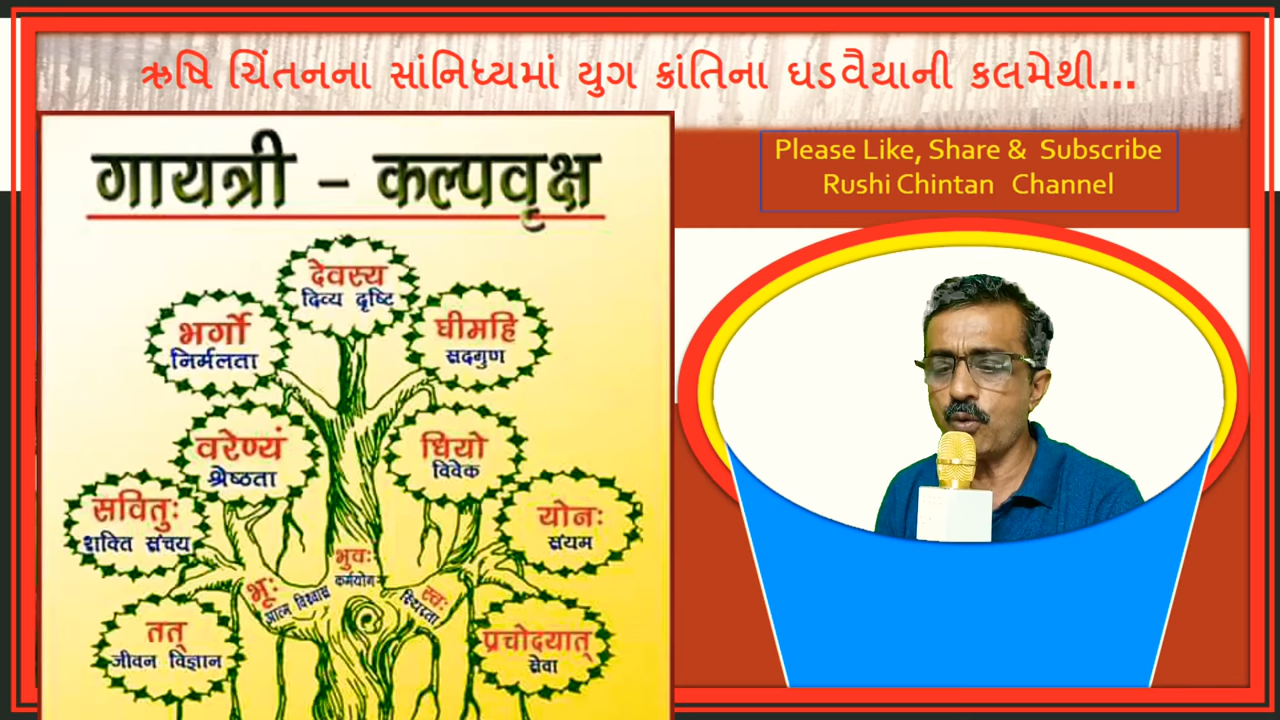 ઋષિ ચિંતનના સાંનિધ્યમાં યુગ ક્રાંતિના ઘડવૈયાની કલમેથી...
गायत्री - कल्पवृक्ष
Please Like, Share & Subscribe
Rushi Chintan Channel
देवस्य
दिव्य दृष्टि
भर्गो
निर्मलता
धीमहि
सदगुण
वरेण्यं
श्रेष्ठता
धियो
विवेक
सवितुः
शक्ति संचय
योनः
संयम
भूः
आत्म विश्वास
भुवः
कर्मयोग
स्वः
स्थिरता
तत्
जीवन विज्ञान
प्रचोदयात्
सेवा